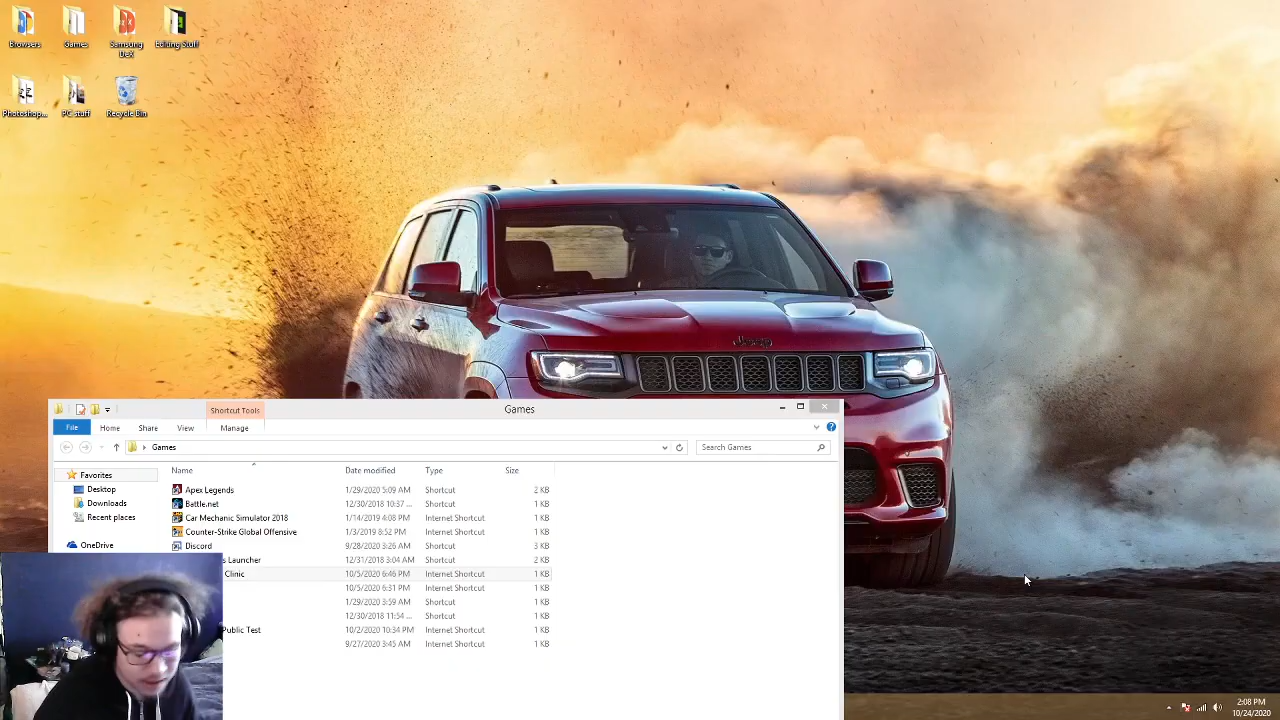 Browsers
Games
Samsung DeX
Editing Stuff
Photoshop...
PC stuff
Recycle Bin
Jeep
Shortcut Tools
Games
File
Home
Share
View
Manage
Games
Search Games
Name
Date modified
Type
Size
Favorites
Desktop
Downloads
Recent places
OneDrive
Apex Legends 1/29/2020 5:09 AM Shortcut 2 KB
Battle.net 12/30/2018 10:37 ... Shortcut 1 KB
Car Mechanic Simulator 2018 1/14/2019 4:08 PM Internet Shortcut 1 KB
Counter-Strike Global Offensive 1/3/2019 8:52 PM Internet Shortcut 1 KB
Discord 9/28/2020 3:26 AM Shortcut 3 KB
s Launcher 12/31/2018 3:04 AM Shortcut 2 KB
Clinic 10/5/2020 6:46 PM Internet Shortcut 1 KB
10/5/2020 6:31 PM Internet Shortcut 1 KB
1/29/2020 3:59 AM Shortcut 1 KB
12/30/2018 11:54 ... Shortcut 1 KB
Public Test 10/2/2020 10:34 PM Internet Shortcut 1 KB
9/27/2020 3:45 AM Internet Shortcut 1 KB
2:08 PM
10/24/2020